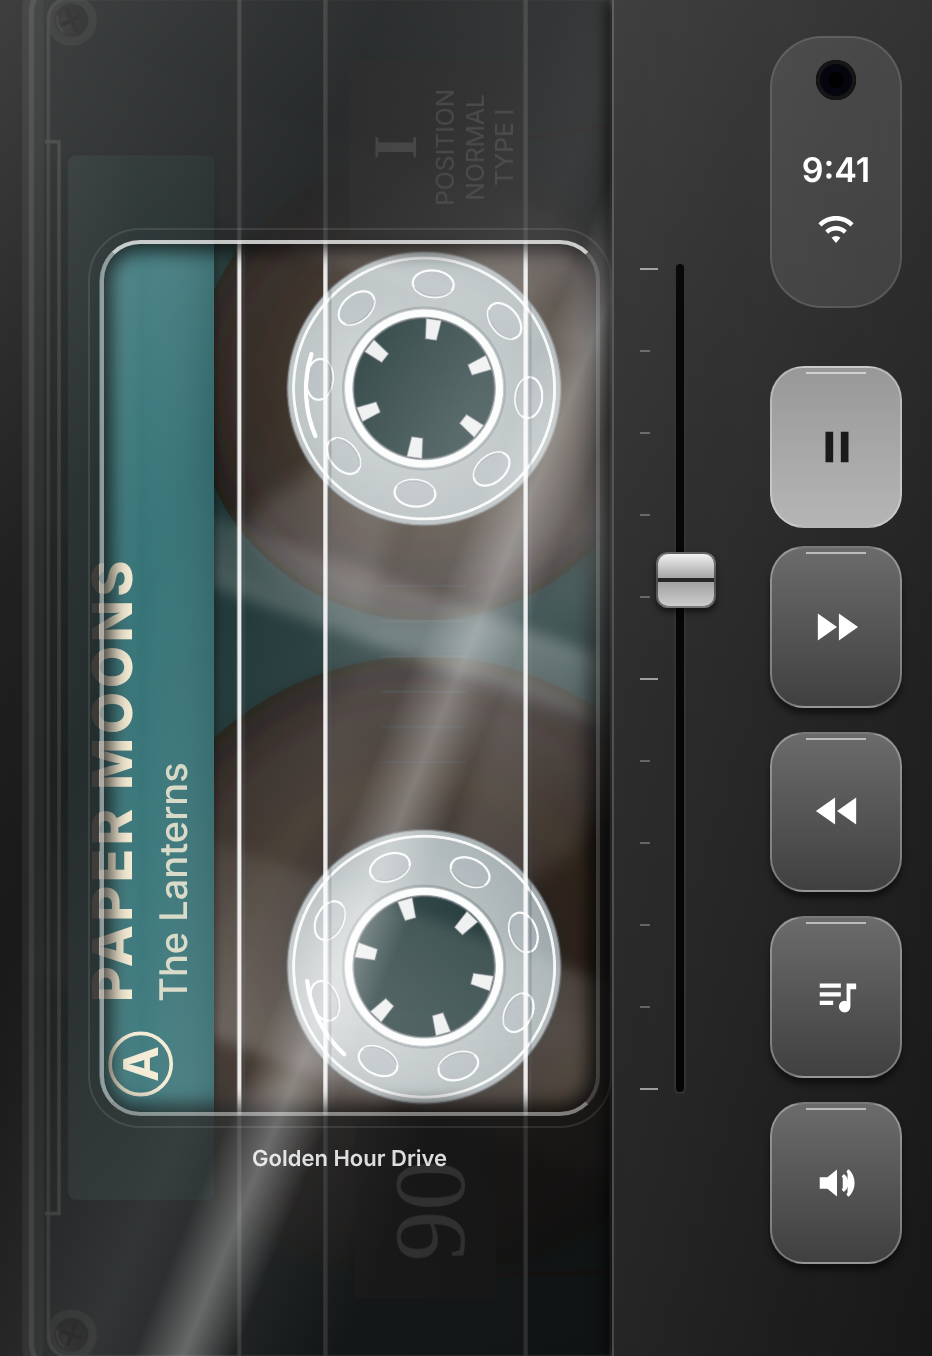 I
POSITION
NORMAL
TYPE I
9:41
PAPER MOONS
The Lanterns
A
Golden Hour Drive
90